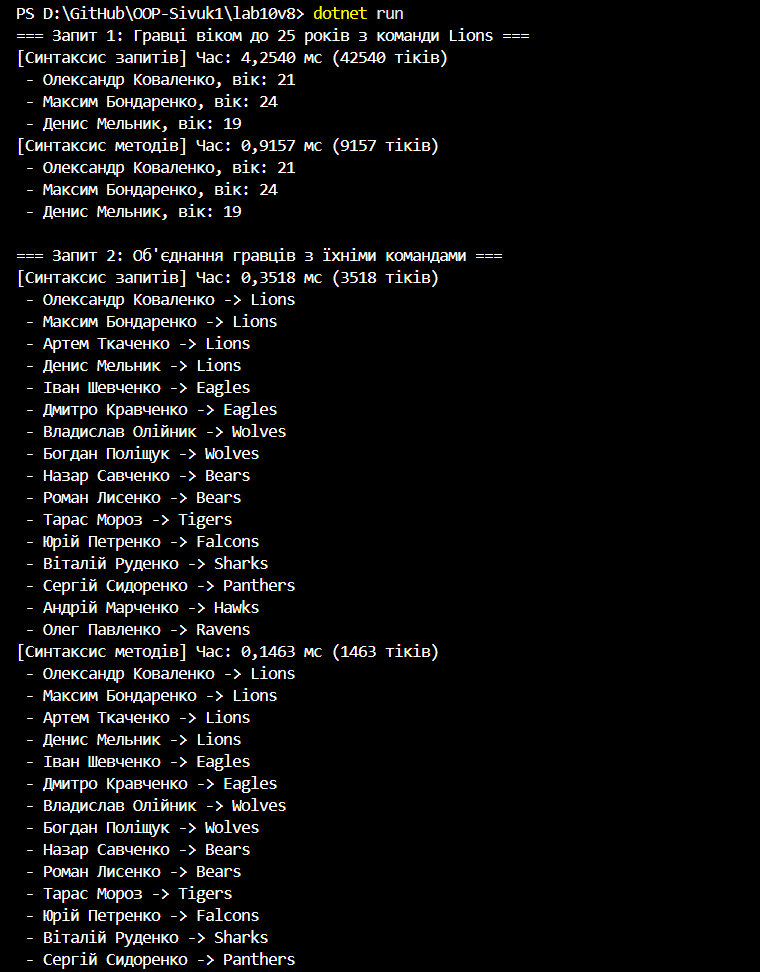 PS D:\GitHub\OOP-Sivuk1\lab10v8> dotnet run
=== Запит 1: Гравці віком до 25 років з команди Lions ===
[Синтаксис запитів] Час: 4,2540 мс (42540 тіків)
- Олександр Коваленко, вік: 21
- Максим Бондаренко, вік: 24
- Денис Мельник, вік: 19
[Синтаксис методів] Час: 0,9157 мс (9157 тіків)
- Олександр Коваленко, вік: 21
- Максим Бондаренко, вік: 24
- Денис Мельник, вік: 19

=== Запит 2: Об'єднання гравців з їхніми командами ===
[Синтаксис запитів] Час: 0,3518 мс (3518 тіків)
- Олександр Коваленко -> Lions
- Максим Бондаренко -> Lions
- Артем Ткаченко -> Lions
- Денис Мельник -> Lions
- Іван Шевченко -> Eagles
- Дмитро Кравченко -> Eagles
- Владислав Олійник -> Wolves
- Богдан Поліщук -> Wolves
- Назар Савченко -> Bears
- Роман Лисенко -> Bears
- Тарас Мороз -> Tigers
- Юрій Петренко -> Falcons
- Віталій Руденко -> Sharks
- Сергій Сидоренко -> Panthers
- Андрій Марченко -> Hawks
- Олег Павленко -> Ravens
[Синтаксис методів] Час: 0,1463 мс (1463 тіків)
- Олександр Коваленко -> Lions
- Максим Бондаренко -> Lions
- Артем Ткаченко -> Lions
- Денис Мельник -> Lions
- Іван Шевченко -> Eagles
- Дмитро Кравченко -> Eagles
- Владислав Олійник -> Wolves
- Богдан Поліщук -> Wolves
- Назар Савченко -> Bears
- Роман Лисенко -> Bears
- Тарас Мороз -> Tigers
- Юрій Петренко -> Falcons
- Віталій Руденко -> Sharks
- Сергій Сидоренко -> Panthers